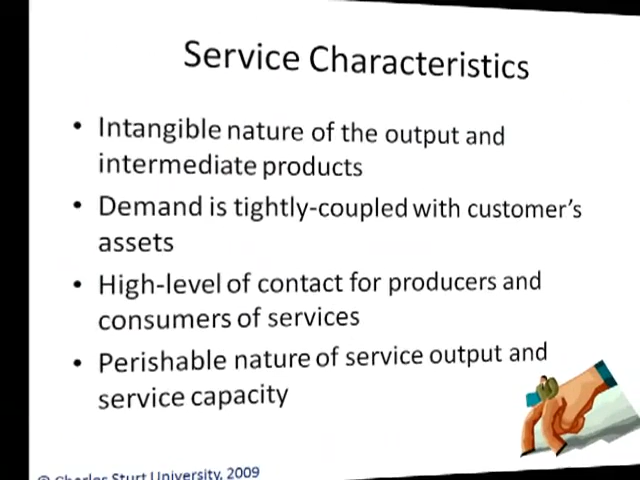 Service Characteristics
• Intangible nature of the output and
intermediate products
• Demand is tightly-coupled with customer's
assets
• High-level of contact for producers and
consumers of services
• Perishable nature of service output and
service capacity
© Charles Sturt University, 2009